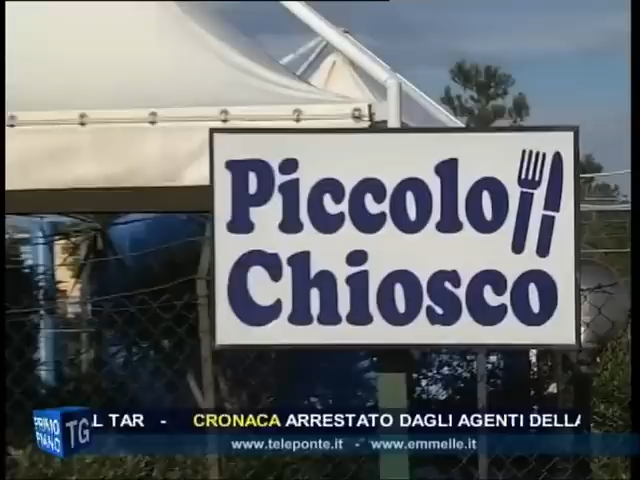 Piccolo
Chiosco
L TAR - CRONACA ARRESTATO DAGLI AGENTI DELLA
PRIMO
PIANO
TG
www.teleponte.it - www.emmelle.it